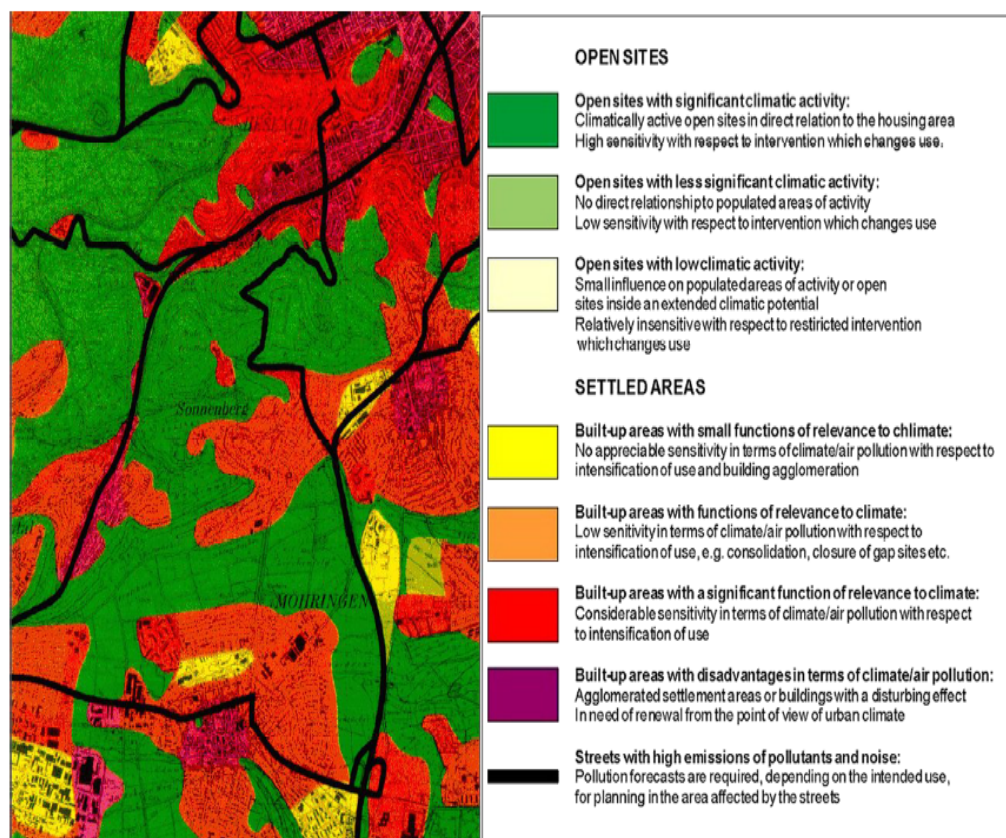 HESLACH
Sonnenberg
MOHRINGEN
OPEN SITES
Open sites with significant climatic activity:
Climatically active open sites in direct relation to the housing area
High sensitivity with respect to intervention which changes use.
Open sites with less significant climatic activity:
No direct relationship to populated areas of activity
Low sensitivity with respect to intervention which changes use
Open sites with low climatic activity:
Small influence on populated areas of activity or open
sites inside an extended climatic potential
Relatively insensitive with respect to restricted intervention
which changes use
SETTLED AREAS
Built-up areas with small functions of relevance to chlimate:
No appreciable sensitivity in terms of climate/air pollution with respect to
intensification of use and building agglomeration
Built-up areas with functions of relevance to climate:
Low senitivity in terms of climate/air pollution with respect to
intensification of use, e.g. consolidation, closure of gap sites etc.
Built-up areas with a significant function of relevance to climate:
Considerable sensitivity in terms of climate/air pollution with respect
to intensification of use
Built-up areas with disadvantages in terms of climate/air pollution:
Agglomerated settlement areas or buildings with a disturbing effect
In need of renewal from the point of view of urban climate
Streets with high emissions of pollutants and noise:
Pollution forecasts are required, depending on the intended use,
for planning in the area affected by the streets